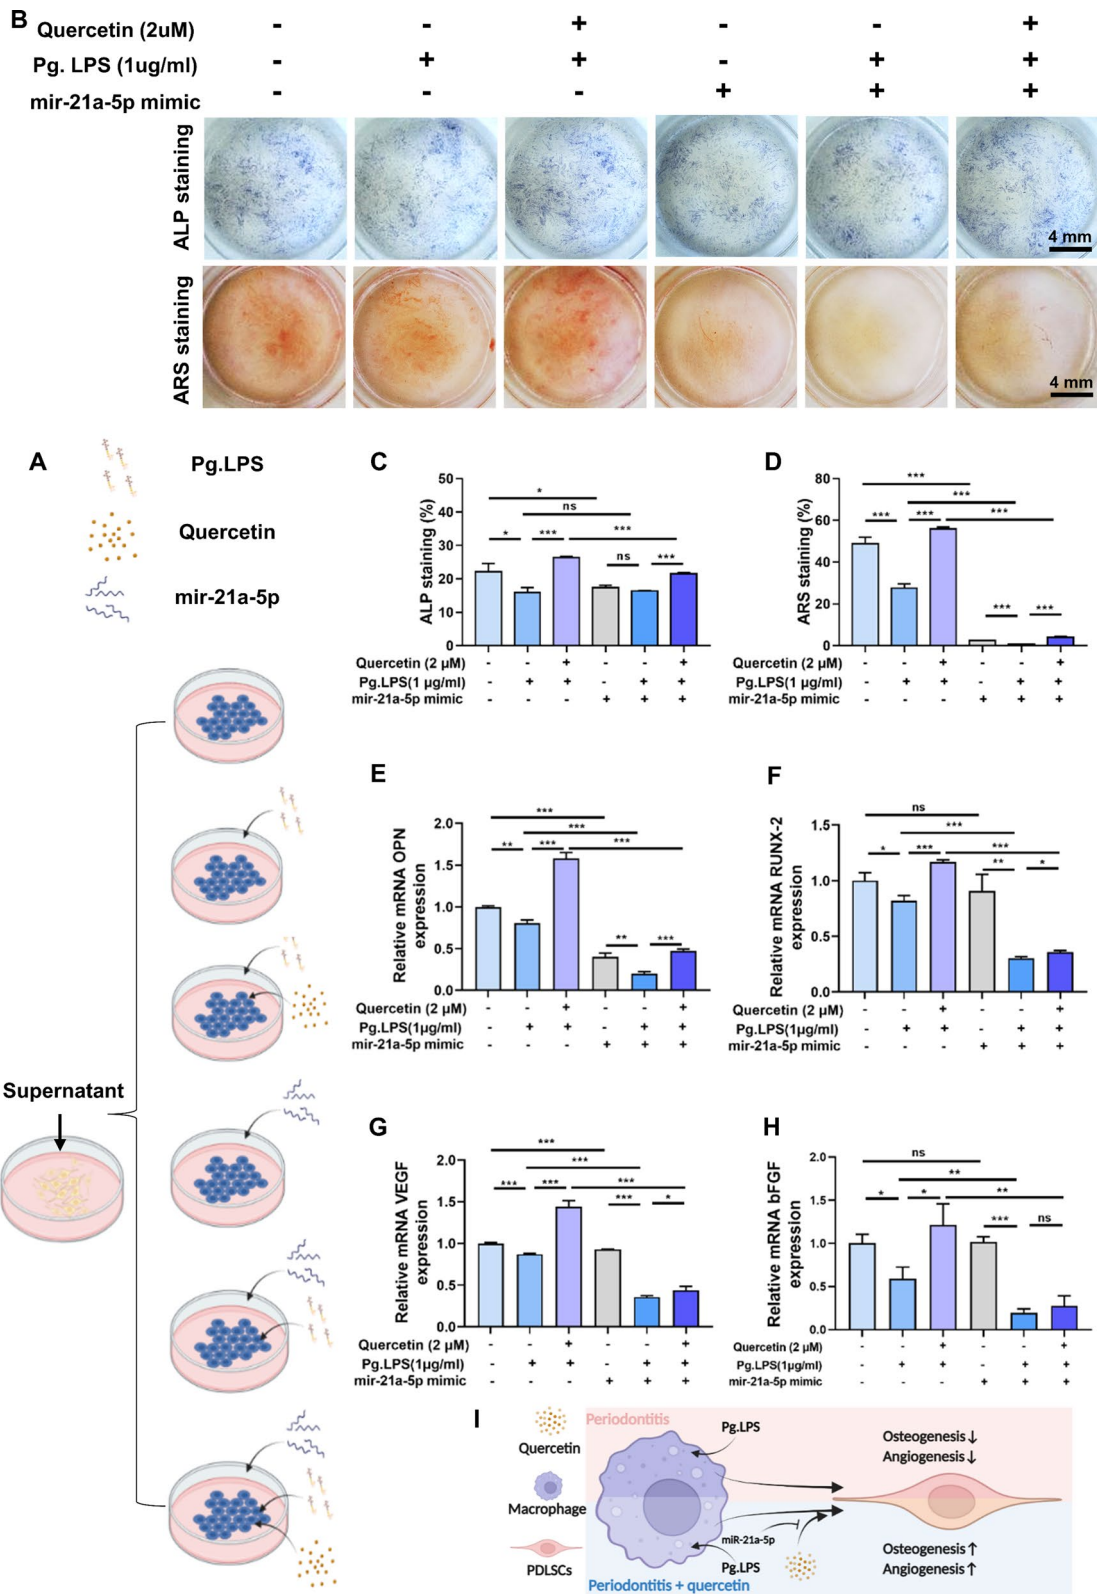 B
Quercetin (2uM) - - + - - +
Pg. LPS (1ug/ml) - + + - + +
mir-21a-5p mimic - - - + + +
ALP staining
4 mm
ARS staining
4 mm
A
Pg.LPS
Quercetin
mir-21a-5p
Supernatant
C
ALP staining (%)
50
40
30
20
10
0
*
ns
* *** ***
ns ***
Quercetin (2 μM) - - + - - +
Pg.LPS(1 μg/ml) - + + - + +
mir-21a-5p mimic - - - + + +
D
ARS staining (%)
80
60
40
20
0
***
***
*** *** ***
*** ***
Quercetin (2 μM) - - + - - +
Pg.LPS(1 μg/ml) - + + - + +
mir-21a-5p mimic - - - + + +
E
Relative mRNA OPN
expression
2.0
1.5
1.0
0.5
0.0
***
***
** *** ***
** ***
Quercetin (2 μM) - - + - - +
Pg.LPS(1μg/ml) - + + - + +
mir-21a-5p mimic - - - + + +
F
Relative mRNA RUNX-2
expression
1.5
1.0
0.5
0.0
ns
***
* *** ***
** *
Quercetin (2 μM) - - + - - +
Pg.LPS(1μg/ml) - + + - + +
mir-21a-5p mimic - - - + + +
G
Relative mRNA VEGF
expression
2.0
1.5
1.0
0.5
0.0
***
***
*** *** ***
*** *
Quercetin (2 μM) - - + - - +
Pg.LPS(1μg/ml) - + + - + +
mir-21a-5p mimic - - - + + +
H
Relative mRNA bFGF
expression
2.0
1.5
1.0
0.5
0.0
ns
**
* * **
*** ns
Quercetin (2 μM) - - + - - +
Pg.LPS(1μg/ml) - + + - + +
mir-21a-5p mimic - - - + + +
I
Quercetin
Macrophage
PDLSCs
Periodontitis
Pg.LPS
Osteogenesis↓
Angiogenesis↓
miR-21a-5p
Pg.LPS
Osteogenesis↑
Angiogenesis↑
Periodontitis + quercetin